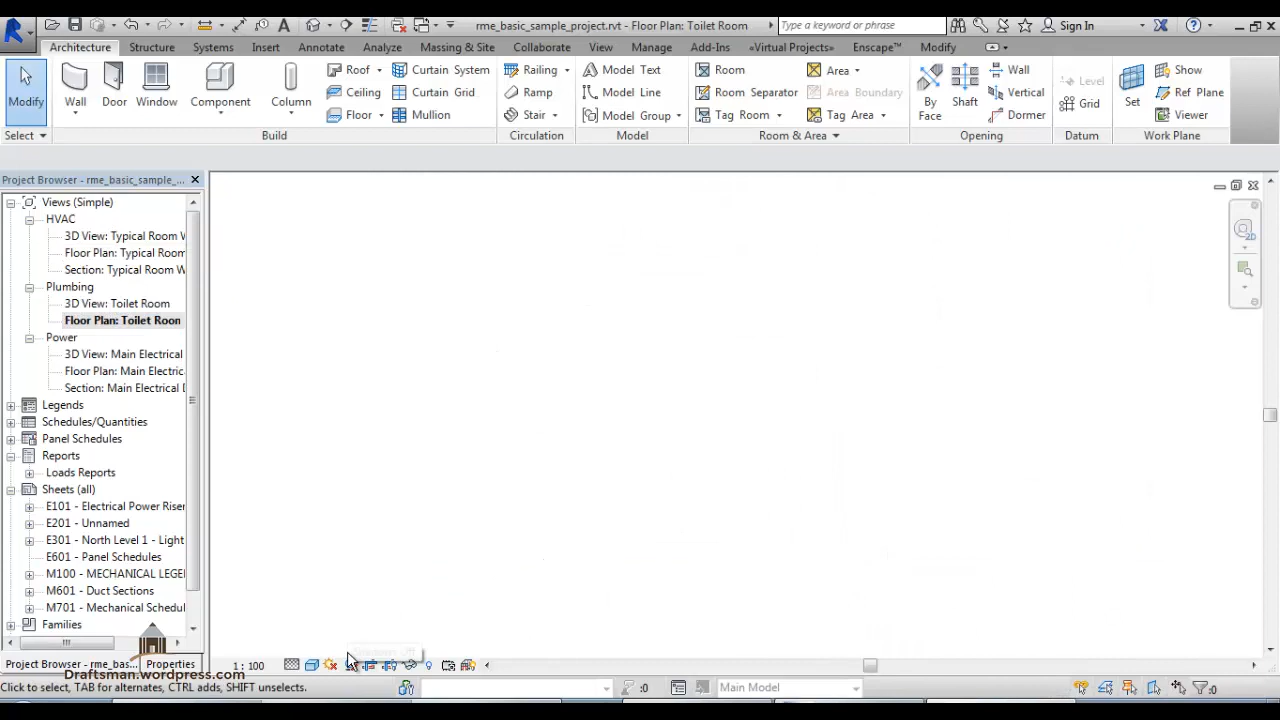 rme_basic_sample_project.rvt - Floor Plan: Toilet Room
Type a keyword or phrase
Sign In
Architecture Structure Systems Insert Annotate Analyze Massing & Site Collaborate View Manage Add-Ins «Virtual Projects» Enscape™ Modify
Modify Wall Door Window Component Column
Roof Curtain System Railing Model Text Room Area By Face Shaft Wall Level Set Show
Ceiling Curtain Grid Ramp Model Line Room Separator Area Boundary Vertical Grid Ref Plane
Floor Mullion Stair Model Group Tag Room Tag Area Dormer Viewer
Select Build Circulation Model Room & Area Opening Datum Work Plane
Project Browser - rme_basic_sample_...
Views (Simple)
HVAC
3D View: Typical Room W
Floor Plan: Typical Room
Section: Typical Room W
Plumbing
3D View: Toilet Room
Floor Plan: Toilet Roon
Power
3D View: Main Electrical
Floor Plan: Main Electric
Section: Main Electrical D
Legends
Schedules/Quantities
Panel Schedules
Reports
Loads Reports
Sheets (all)
E101 - Electrical Power Riser
E201 - Unnamed
E301 - North Level 1 - Light
E601 - Panel Schedules
M100 - MECHANICAL LEGE
M601 - Duct Sections
M701 - Mechanical Schedul
Families
Project Browser - rme_bas... Properties
1 : 100
2D
Draftsman.wordpress.com
Click to select, TAB for alternates, CTRL adds, SHIFT unselects.
:0
Main Model
:0